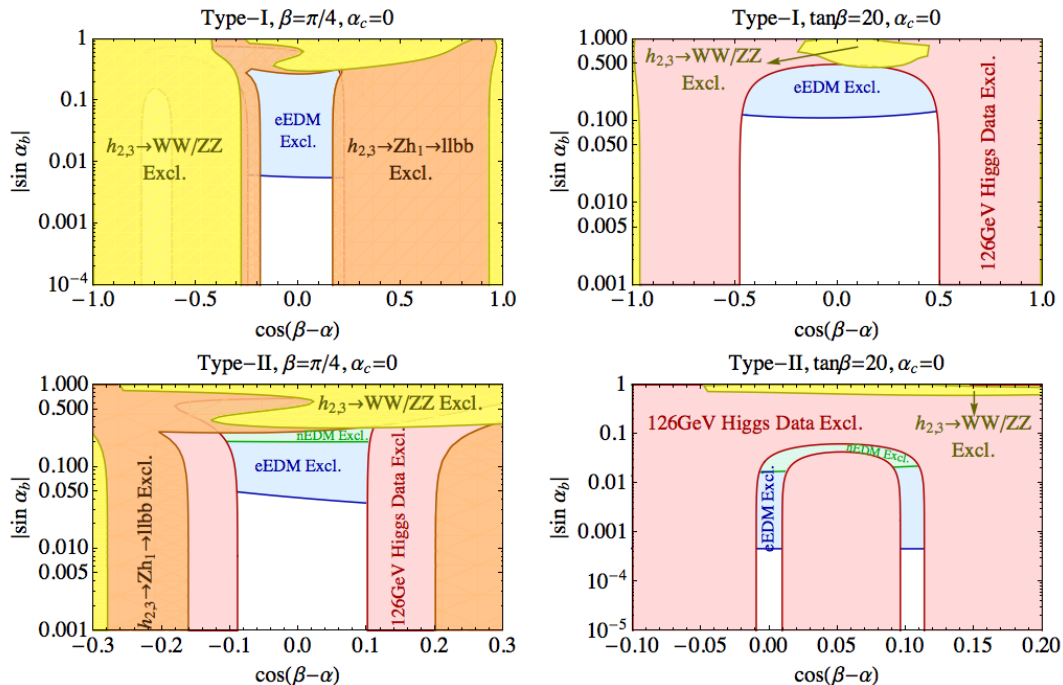 Type−I, β=π/4, α_c=0
|sin α_b|
1
0.1
0.01
0.001
10^−4
h_2,3→WW/ZZ
Excl.
eEDM
Excl.
h_2,3→Zh_1→llbb
Excl.
−1.0 −0.5 0.0 0.5 1.0
cos(β−α)
Type−I, tanβ=20, α_c=0
|sin α_b|
1.000
0.500
0.100
0.050
0.010
0.005
0.001
h_2,3→WW/ZZ
Excl.
eEDM Excl.
126GeV Higgs Data Excl.
−1.0 −0.5 0.0 0.5 1.0
cos(β−α)
Type−II, β=π/4, α_c=0
|sin α_b|
1.000
0.500
0.100
0.050
0.010
0.005
0.001
h_2,3→WW/ZZ Excl.
nEDM Excl.
eEDM Excl.
h_2,3→Zh_1→llbb Excl.
126GeV Higgs Data Excl.
−0.3 −0.2 −0.1 0.0 0.1 0.2 0.3
cos(β−α)
Type−II, tanβ=20, α_c=0
|sin α_b|
1
0.1
0.01
0.001
10^−4
10^−5
126GeV Higgs Data Excl.
h_2,3→WW/ZZ
Excl.
nEDM Excl.
eEDM Excl.
−0.10 −0.05 0.00 0.05 0.10 0.15 0.20
cos(β−α)